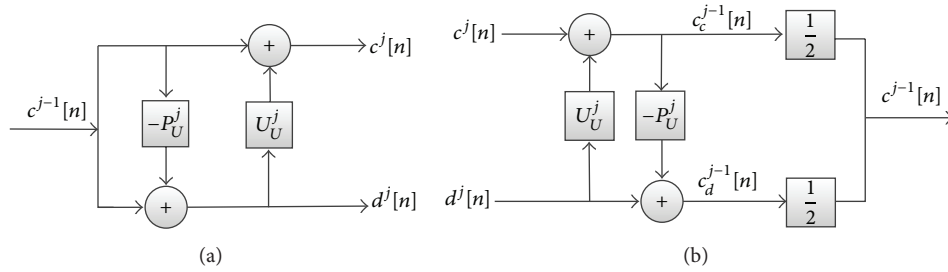 c^{j-1}[n]
-P_U^j
U_U^j
+
+
c^j[n]
d^j[n]
(a)
c^j[n]
d^j[n]
+
U_U^j
-P_U^j
+
c_c^{j-1}[n]
c_d^{j-1}[n]
1/2
1/2
c^{j-1}[n]
(b)